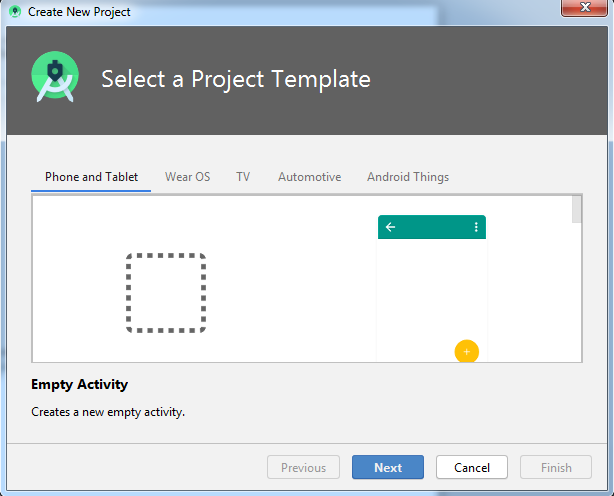 Create New Project
Select a Project Template
Phone and Tablet Wear OS TV Automotive Android Things
Empty Activity
Creates a new empty activity.
Previous Next Cancel Finish